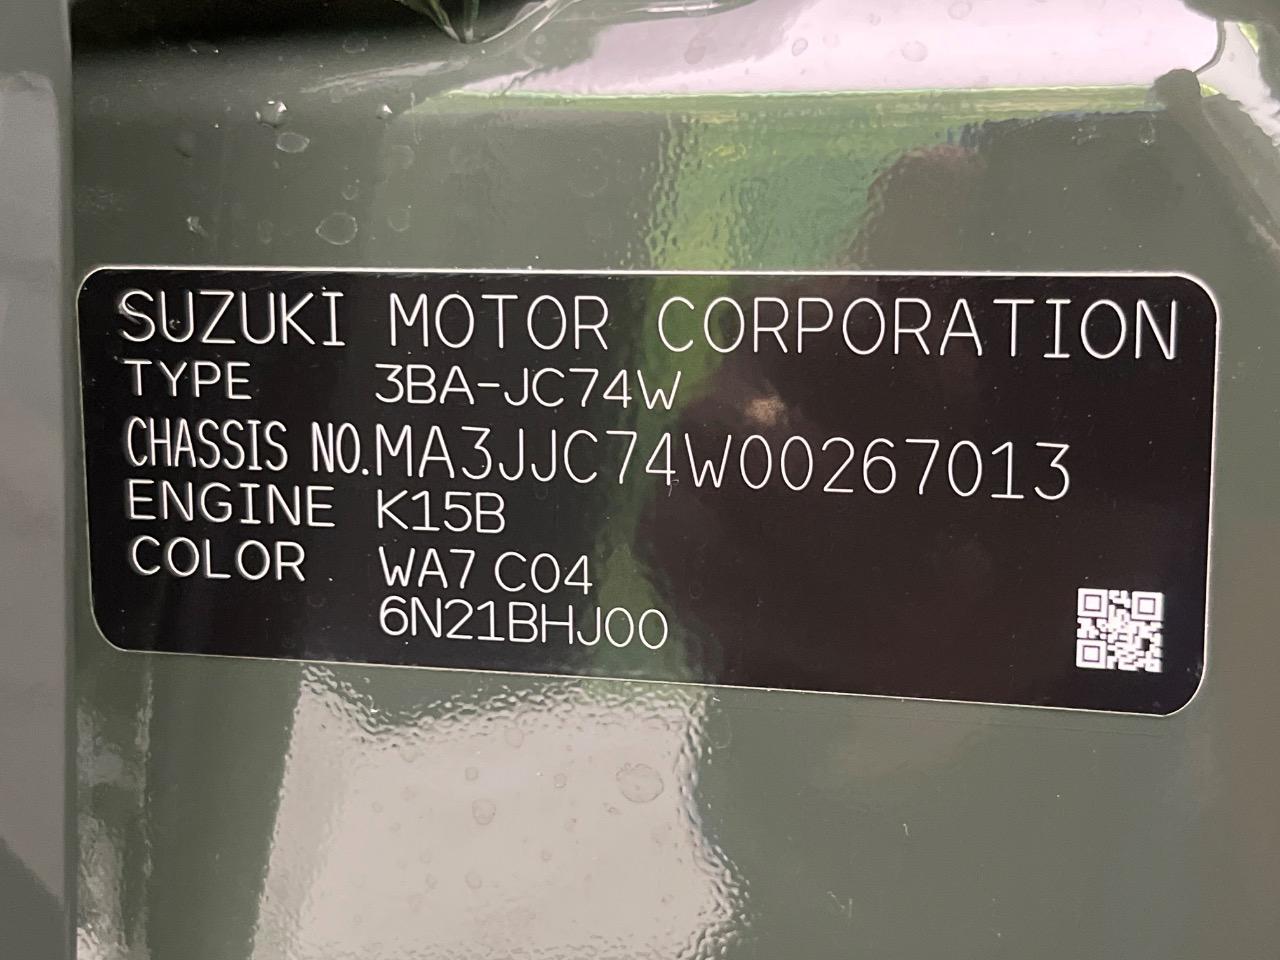 SUZUKI MOTOR CORPORATION
TYPE 3BA-JC74W
CHASSIS NO. MA3JJC74W00267013
ENGINE K15B
COLOR WA7 C04
6N21BHJ00